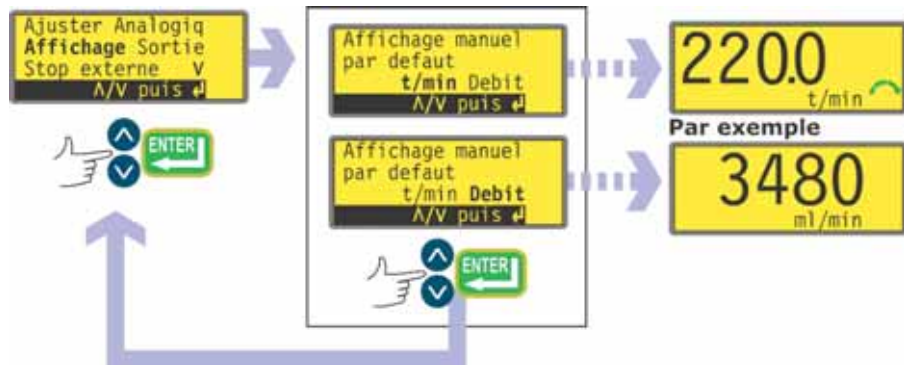 Ajuster Analogiq
Affichage Sortie
Stop externe V
Λ/V puis ↲
ENTER
Affichage manuel
par defaut
t/min Debit
Λ/V puis ↲
Affichage manuel
par defaut
t/min Debit
Λ/V puis ↲
ENTER
220.0
t/min
Par exemple
3480
ml/min